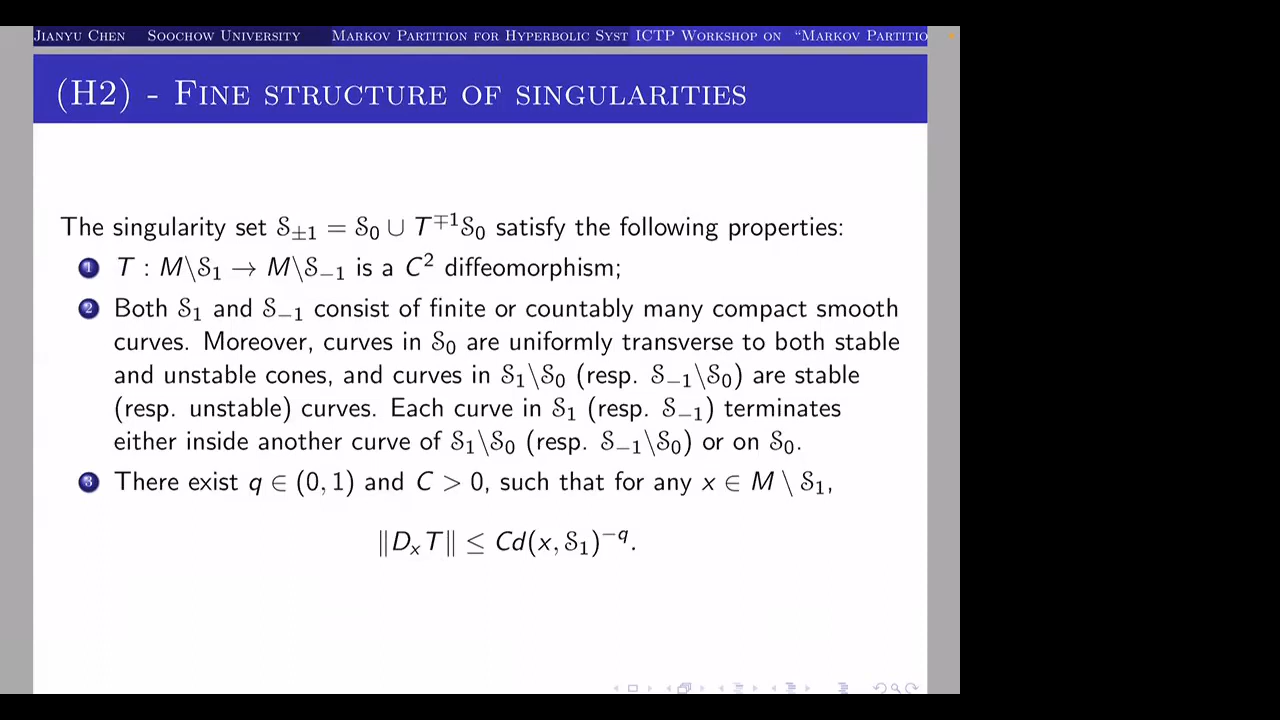 JIANYU CHEN SOOCHOW UNIVERSITY MARKOV PARTITION FOR HYPERBOLIC SYST ICTP WORKSHOP ON “MARKOV PARTITIO
(H2) - FINE STRUCTURE OF SINGULARITIES
The singularity set S±1 = S0 ∪ T^∓1 S0 satisfy the following properties:
1 T : M\S1 → M\S−1 is a C² diffeomorphism;
2 Both S1 and S−1 consist of finite or countably many compact smooth
curves. Moreover, curves in S0 are uniformly transverse to both stable
and unstable cones, and curves in S1\S0 (resp. S−1\S0) are stable
(resp. unstable) curves. Each curve in S1 (resp. S−1) terminates
either inside another curve of S1\S0 (resp. S−1\S0) or on S0.
3 There exist q ∈ (0, 1) and C > 0, such that for any x ∈ M \ S1,
‖DxT‖ ≤ Cd(x, S1)^−q.